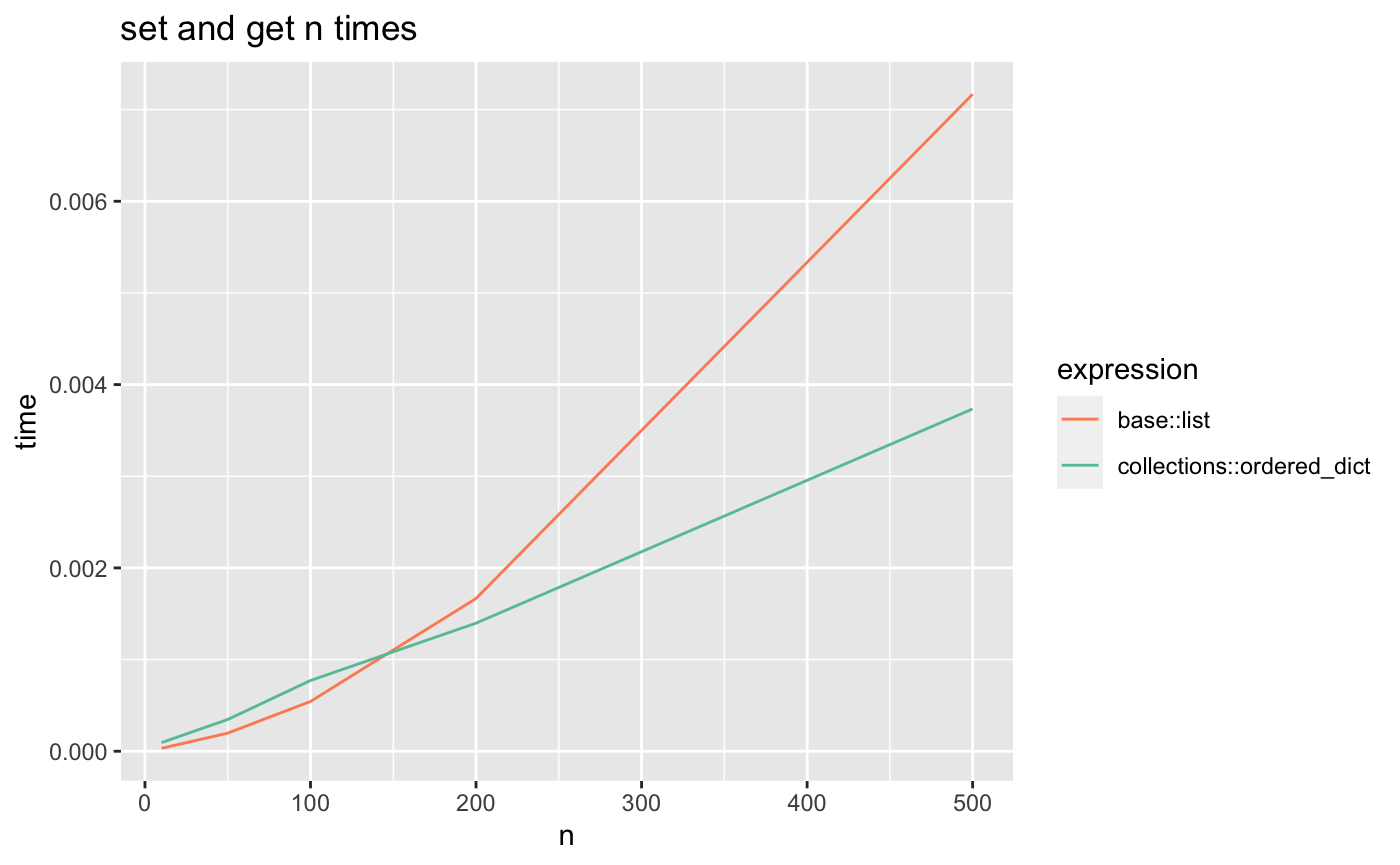 set and get n times
time
0.006
0.004
0.002
0.000
0 100 200 300 400 500
n
expression
base::list
collections::ordered_dict